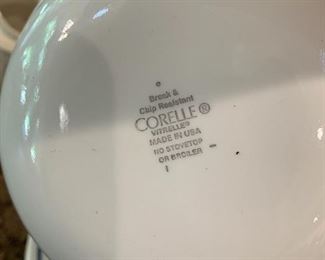 Break &
Chip Resistant
CORELLE®
VITRELLE®
MADE IN USA
NO STOVETOP
OR BROILER